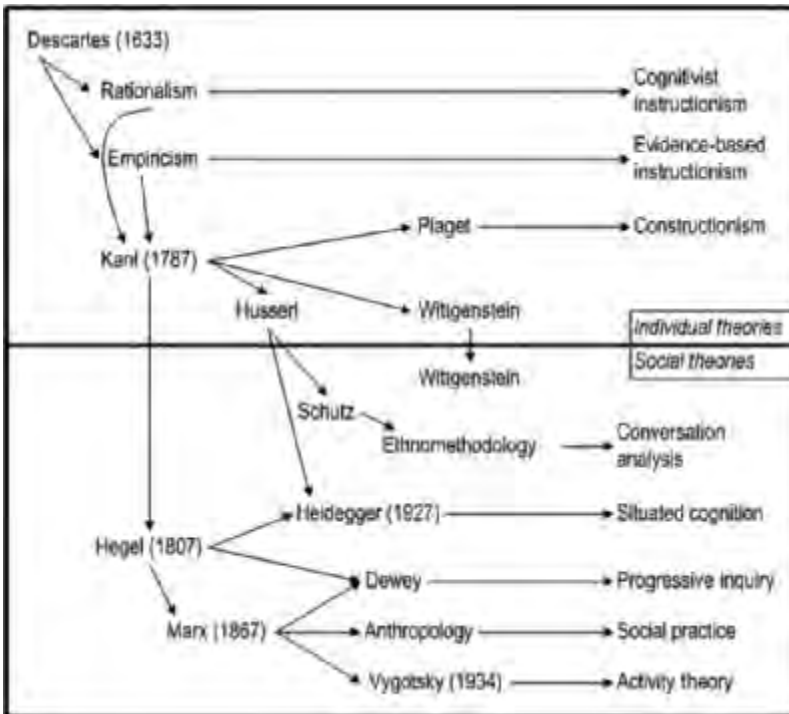 Descartes (1633)
Rationalism
Cognitivist
instructionism
Empiricism
Evidence-based
instructionism
Piaget
Constructionism
Kant (1787)
Husserl
Wittgenstein
Individual theories
Social theories
Wittgenstein
Schutz
Ethnomethodology
Conversation
analysis
Heidegger (1927)
Situated cognition
Hegel (1807)
Dewey
Progressive inquiry
Marx (1867)
Anthropology
Social practice
Vygotsky (1934)
Activity theory